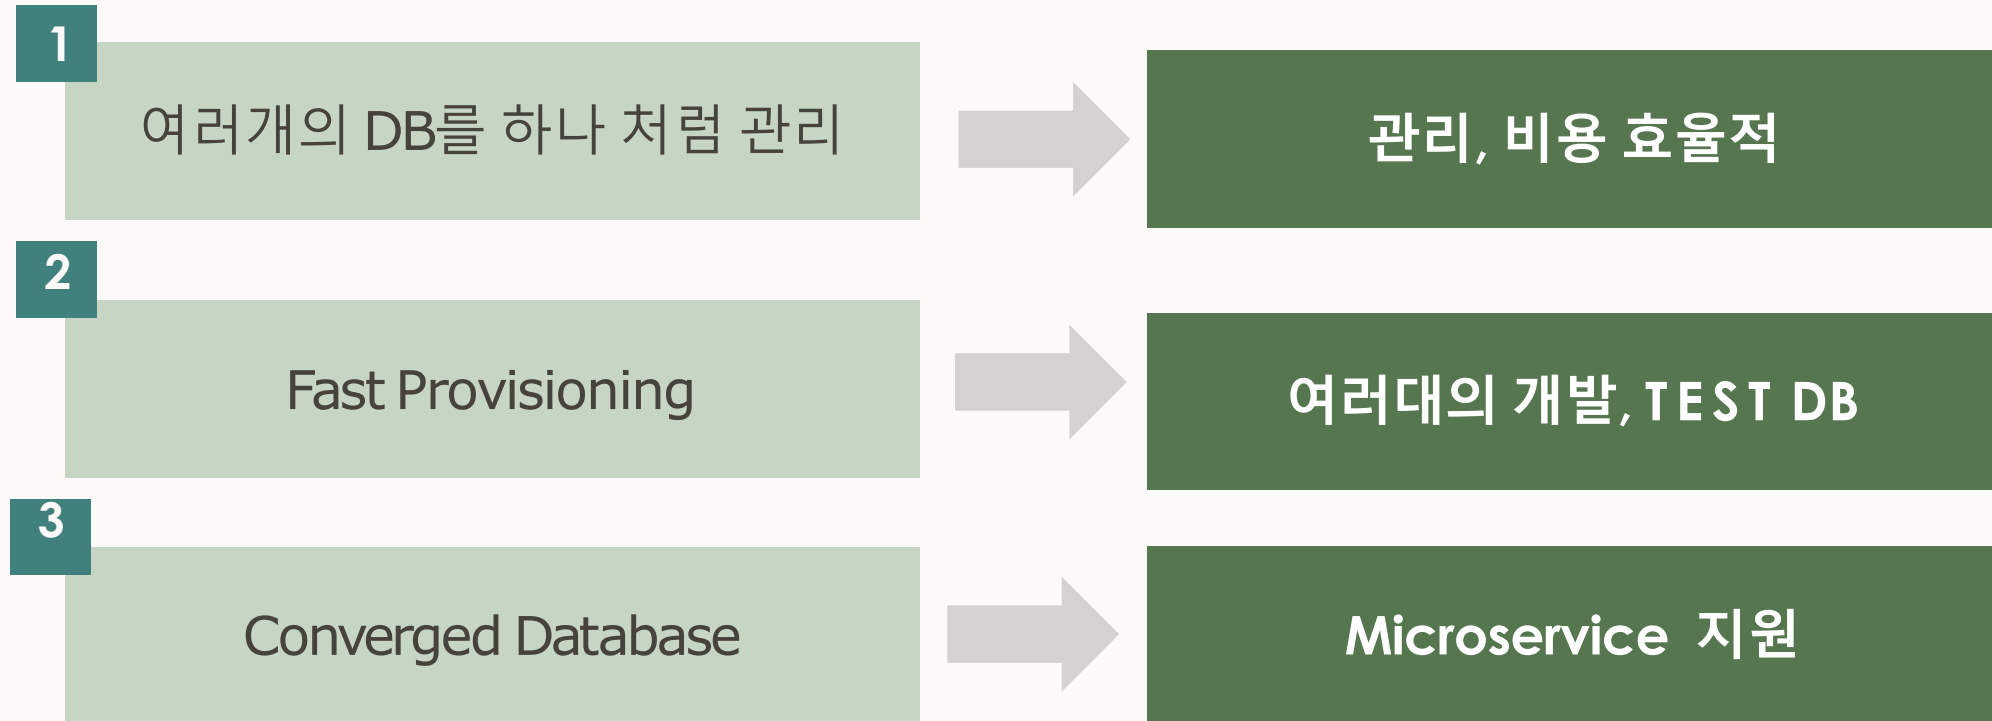 1
여러개의 DB를 하나 처럼 관리
관리, 비용 효율적
2
Fast Provisioning
여러대의 개발, TEST DB
3
Converged Database
Microservice 지원